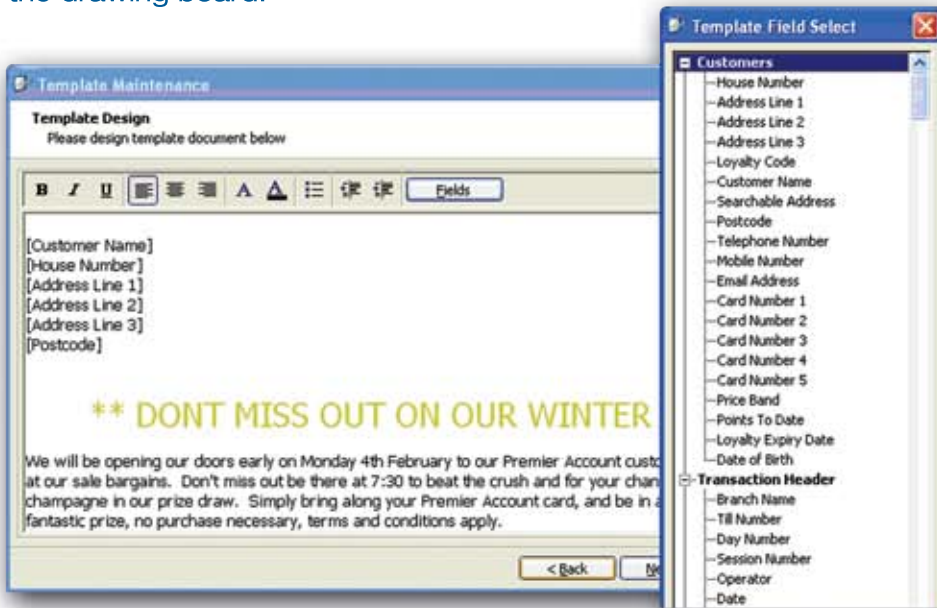 the drawing board.
Template Maintenance
Template Design
Please design template document below
B I U A A Fields
[Customer Name]
[House Number]
[Address Line 1]
[Address Line 2]
[Address Line 3]
[Postcode]
** DONT MISS OUT ON OUR WINTER
We will be opening our doors early on Monday 4th February to our Premier Account custo
at our sale bargains. Don't miss out be there at 7:30 to beat the crush and for your chan
champagne in our prize draw. Simply bring along your Premier Account card, and be in a
fantastic prize, no purchase necessary, terms and conditions apply.
< Back
Template Field Select
Customers
House Number
Address Line 1
Address Line 2
Address Line 3
Loyalty Code
Customer Name
Searchable Address
Postcode
Telephone Number
Mobile Number
Email Address
Card Number 1
Card Number 2
Card Number 3
Card Number 4
Card Number 5
Price Band
Points To Date
Loyalty Expiry Date
Date of Birth
Transaction Header
Branch Name
Till Number
Day Number
Session Number
Operator
Date